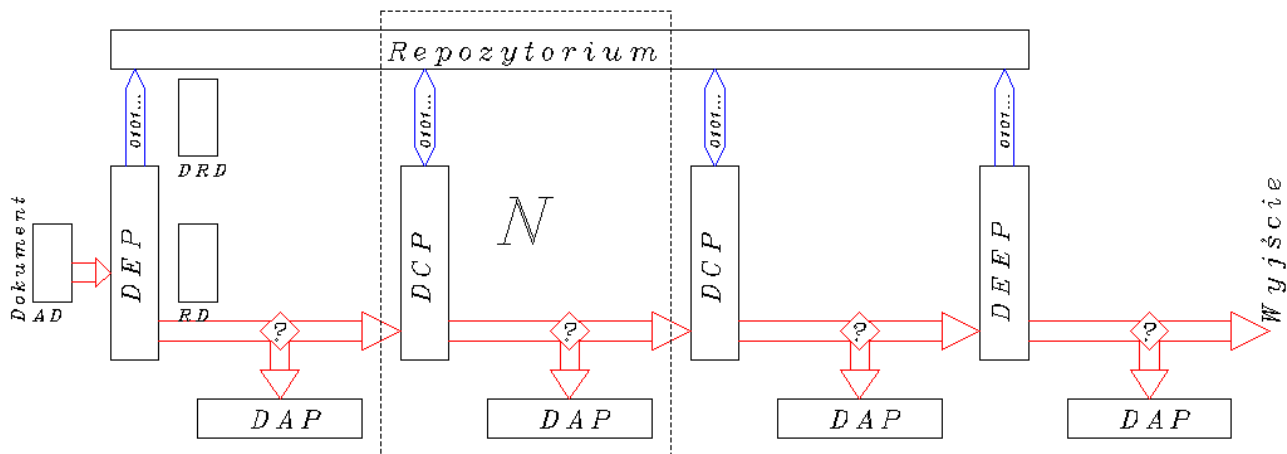 Repozytorium
0101...
0101...
0101...
0101...
DRD
Dokument
AD
DEP
RD
N
DCP
DCP
DEEP
Wyjście
?
?
?
?
DAP
DAP
DAP
DAP